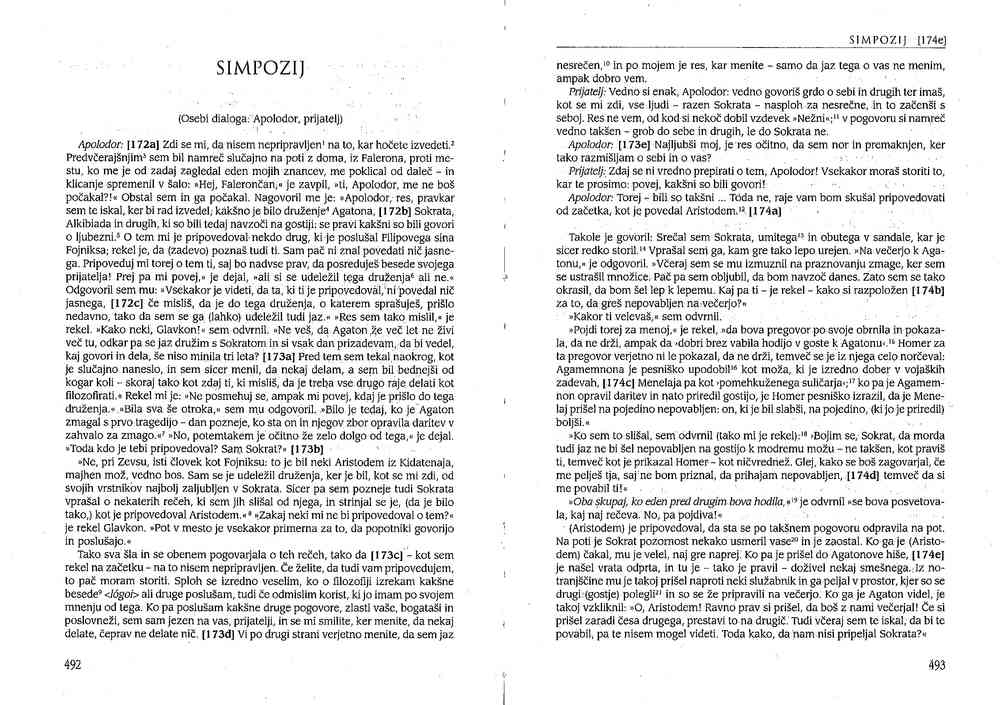 SIMPOZIJ
(Osebi dialoga: Apolodor, prijatelj)
Apolodor: [172a] Zdi se mi, da nisem nepripravljen¹ na to, kar hočete izvedeti.²
Predvčerajšnjim³ sem bil namreč slučajno na poti z doma, iz Falerona, proti me-
stu, ko me je od zadaj zagledal eden mojih znancev, me poklical od daleč – in
klicanje spremenil v šalo: »Hej, Falerončan,« je zavpil, »ti, Apolodor, me ne boš
počakal?!« Obstal sem in ga počakal. Nagovoril me je: »Apolodor, res, pravkar
sem te iskal, ker bi rad izvedel, kakšno je bilo druženje⁴ Agatona, [172b] Sokrata,
Alkibiada in drugih, ki so bili tedaj navzoči na gostiji: se pravi kakšni so bili govori
o ljubezni.⁵ O tem mi je pripovedoval nekdo drug, ki je poslušal Filipovega sina
Fojniksa; rekel je, da (zadevo) poznaš tudi ti. Sam pač ni znal povedati nič jasne-
ga. Pripoveduj mi torej o tem ti, saj bo nadvse prav, da posreduješ besede svojega
prijatelja! Prej pa mi povej,« je dejal, »ali si se udeležil tega druženja⁶ ali ne.«
Odgovoril sem mu: »Vsekakor je videti, da ta, ki ti je pripovedoval, ni povedal nič
jasnega, [172c] če misliš, da je do tega druženja, o katerem sprašuješ, prišlo
nedavno, tako da sem se ga (lahko) udeležil tudi jaz.« »Res sem tako mislil,« je
rekel. »Kako neki, Glavkon!« sem odvrnil. »Ne veš, da Agaton že več let ne živi
več tu, odkar pa se jaz družim s Sokratom in si vsak dan prizadevam, da bi vedel,
kaj govori in dela, še niso minila tri leta? [173a] Pred tem sem tekal naokrog, kot
je slučajno naneslo, in sem sicer menil, da nekaj delam, a sem bil bednejši od
kogar koli – skoraj tako kot zdaj ti, ki misliš, da je treba vse drugo raje delati kot
filozofirati.« Rekel mi je: »Ne posmehuj se, ampak mi povej, kdaj je prišlo do tega
druženja.« »Bila sva še otroka,« sem mu odgovoril. »Bilo je tedaj, ko je Agaton
zmagal s prvo tragedijo – dan pozneje, ko sta on in njegov zbor opravila daritev v
zahvalo za zmago.«⁷ »No, potemtakem je očitno že zelo dolgo od tega,« je dejal.
»Toda kdo je tebi pripovedoval? Sam Sokrat?« [173b]
»Ne, pri Zevsu, isti človek kot Fojniksu: to je bil neki Aristodem iz Kidatenaja,
majhen mož, vedno bos. Sam se je udeležil druženja, ker je bil, kot se mi zdi, od
svojih vrstnikov najbolj zaljubljen v Sokrata. Sicer pa sem pozneje tudi Sokrata
vprašal o nekaterih rečeh, ki sem jih slišal od njega, in strinjal se je, (da je bilo
tako,) kot je pripovedoval Aristodem.«⁸ »Zakaj neki mi ne bi pripovedoval o tem?«
je rekel Glavkon. »Pot v mesto je vsekakor primerna za to, da popotniki govorijo
in poslušajo.«
Tako sva šla in se obenem pogovarjala o teh rečeh, tako da [173c] – kot sem
rekel na začetku – na to nisem nepripravljen. Če želite, da tudi vam pripovedujem,
to pač moram storiti. Sploh se izredno veselim, ko o filozofiji izrekam kakšne
besede⁹ <lógoi> ali druge poslušam, tudi če odmislim korist, ki jo imam po svojem
mnenju od tega. Ko pa poslušam kakšne druge pogovore, zlasti vaše, bogataši in
poslovneži, sem sam jezen na vas, prijatelji, in se mi smilite, ker menite, da nekaj
delate, čeprav ne delate nič. [173d] Vi po drugi strani verjetno menite, da sem jaz
492
SIMPOZIJ [174e]
nesrečen,¹⁰ in po mojem je res, kar menite – samo da jaz tega o vas ne menim,
ampak dobro vem.
Prijatelj: Vedno si enak, Apolodor: vedno govoriš grdo o sebi in drugih ter imaš,
kot se mi zdi, vse ljudi – razen Sokrata – nasploh za nesrečne, in to začenši s
seboj. Res ne vem, od kod si nekoč dobil vzdevek »Nežni«;¹¹ v pogovoru si namreč
vedno takšen – grob do sebe in drugih, le do Sokrata ne.
Apolodor: [173e] Najljubši moj, je res očitno, da sem nor in premaknjen, ker
tako razmišljam o sebi in o vas?
Prijatelj: Zdaj se ni vredno prepirati o tem, Apolodor! Vsekakor moraš storiti to,
kar te prosimo: povej, kakšni so bili govori!
Apolodor: Torej – bili so takšni ... Toda ne, raje vam bom skušal pripovedovati
od začetka, kot je povedal Aristodem.¹² [174a]
Takole je govoril: Srečal sem Sokrata, umitega¹³ in obutega v sandale, kar je
sicer redko storil.¹⁴ Vprašal sem ga, kam gre tako lepo urejen. »Na večerjo k Aga-
tonu,« je odgovoril. »Včeraj sem se mu izmuznil na praznovanju zmage, ker sem
se ustrašil množice. Pač pa sem obljubil, da bom navzoč danes. Zato sem se tako
okrasil, da bom šel lep k lepemu. Kaj pa ti – je rekel – kako si razpoložen [174b]
za to, da greš nepovabljen na večerjo?«
»Kakor ti velevaš,« sem odvrnil.
»Pojdi torej za menoj,« je rekel, »da bova pregovor po svoje obrnila in pokaza-
la, da ne drži, ampak da ›dobri brez vabila hodijo v goste k Agatonu‹.¹⁵ Homer za
ta pregovor verjetno ni le pokazal, da ne drži, temveč se je iz njega celo norčeval:
Agamemnona je pesniško upodobil¹⁶ kot moža, ki je izredno dober v vojaških
zadevah, [174c] Menelaja pa kot ›pomehkuženega suličarja‹;¹⁷ ko pa je Agamem-
non opravil daritev in nato priredil gostijo, je Homer pesniško izrazil, da je Mene-
laj prišel na pojedino nepovabljen: on, ki je bil slabši, na pojedino, (ki jo je priredil)
boljši.«
»Ko sem to slišal, sem odvrnil (tako mi je rekel):¹⁸ ›Bojim se, Sokrat, da morda
tudi jaz ne bi šel nepovabljen na gostijo k modremu možu – ne takšen, kot praviš
ti, temveč kot je prikazal Homer – kot ničvrednež. Glej, kako se boš zagovarjal, če
me pelješ tja, saj ne bom priznal, da prihajam nepovabljen, [174d] temveč da si
me povabil ti!«
»Oba skupaj, ko eden pred drugim bova hodila,«¹⁹ je odvrnil »se bova posvetova-
la, kaj naj rečeva. No, pa pojdiva!«
(Aristodem) je pripovedoval, da sta se po takšnem pogovoru odpravila na pot.
Na poti je Sokrat pozornost nekako usmeril vase²⁰ in je zaostal. Ko ga je (Aristo-
dem) čakal, mu je velel, naj gre naprej. Ko pa je prišel do Agatonove hiše, [174e]
je našel vrata odprta, in tu je – tako je pravil – doživel nekaj smešnega. Iz no-
tranjščine mu je takoj prišel naproti neki služabnik in ga peljal v prostor, kjer so se
drugi (gostje) polegli²¹ in so se že pripravili na večerjo. Ko ga je Agaton videl, je
takoj vzkliknil: »O, Aristodem! Ravno prav si prišel, da boš z nami večerjal! Če si
prišel zaradi česa drugega, prestavi to na drugič. Tudi včeraj sem te iskal, da bi te
povabil, pa te nisem mogel videti. Toda kako, da nam nisi pripeljal Sokrata?«
493